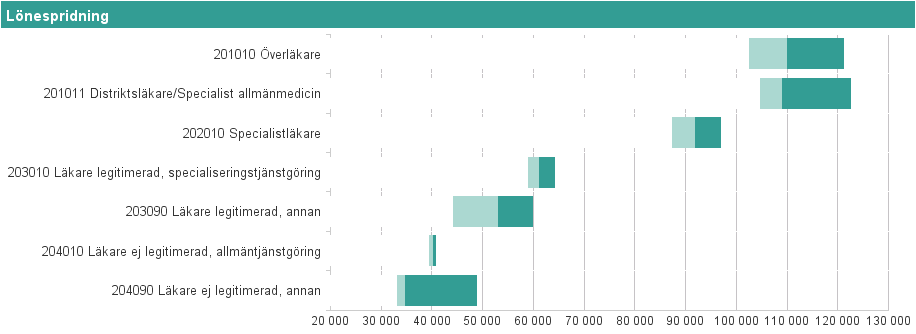 Lönespridning
201010 Överläkare
201011 Distriktsläkare/Specialist allmänmedicin
202010 Specialistläkare
203010 Läkare legitimerad, specialiseringstjänstgöring
203090 Läkare legitimerad, annan
204010 Läkare ej legitimerad, allmäntjänstgöring
204090 Läkare ej legitimerad, annan
20 000 30 000 40 000 50 000 60 000 70 000 80 000 90 000 100 000 110 000 120 000 130 000